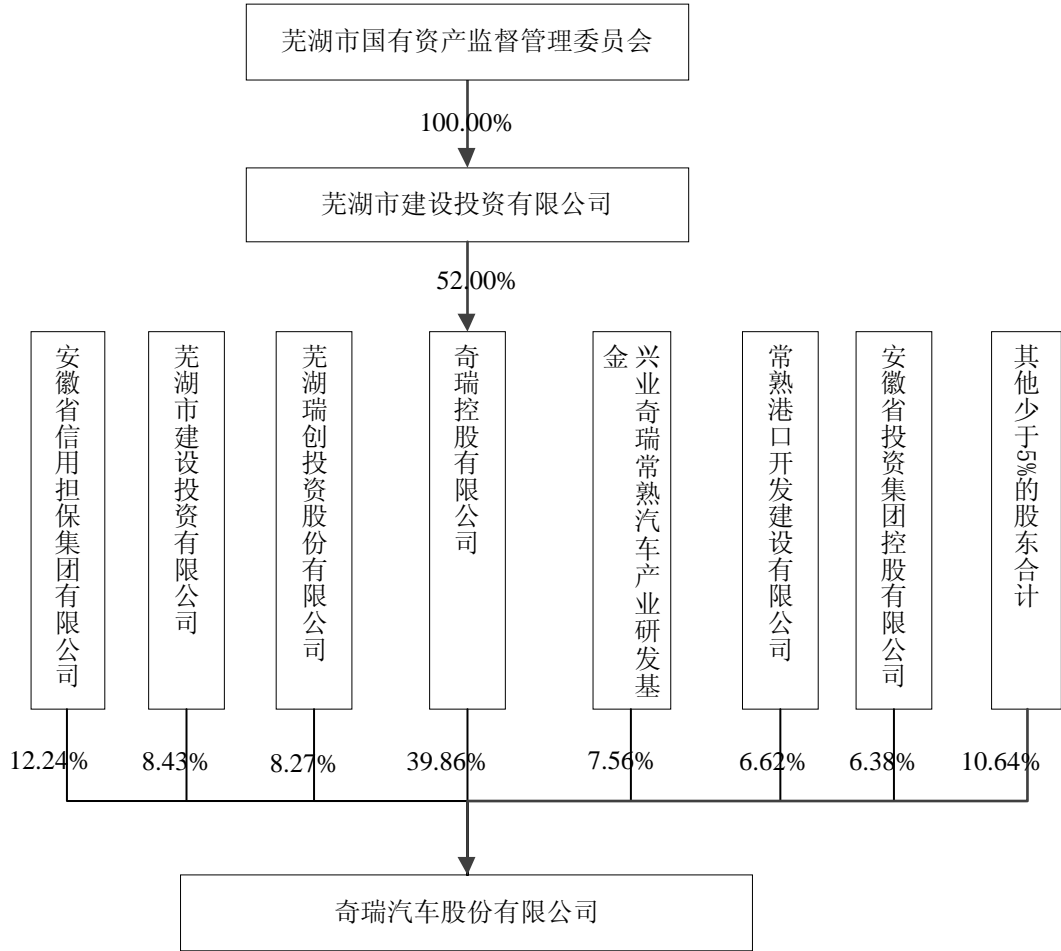 芜湖市国有资产监督管理委员会
100.00%
芜湖市建设投资有限公司
52.00%
安徽省信用担保集团有限公司
芜湖市建设投资有限公司
芜湖瑞创投资股份有限公司
奇瑞控股有限公司
兴业奇瑞常熟汽车产业研发基
金
常熟港口开发建设有限公司
安徽省投资集团控股有限公司
其他少于5%的股东合计
12.24%
8.43%
8.27%
39.86%
7.56%
6.62%
6.38%
10.64%
奇瑞汽车股份有限公司